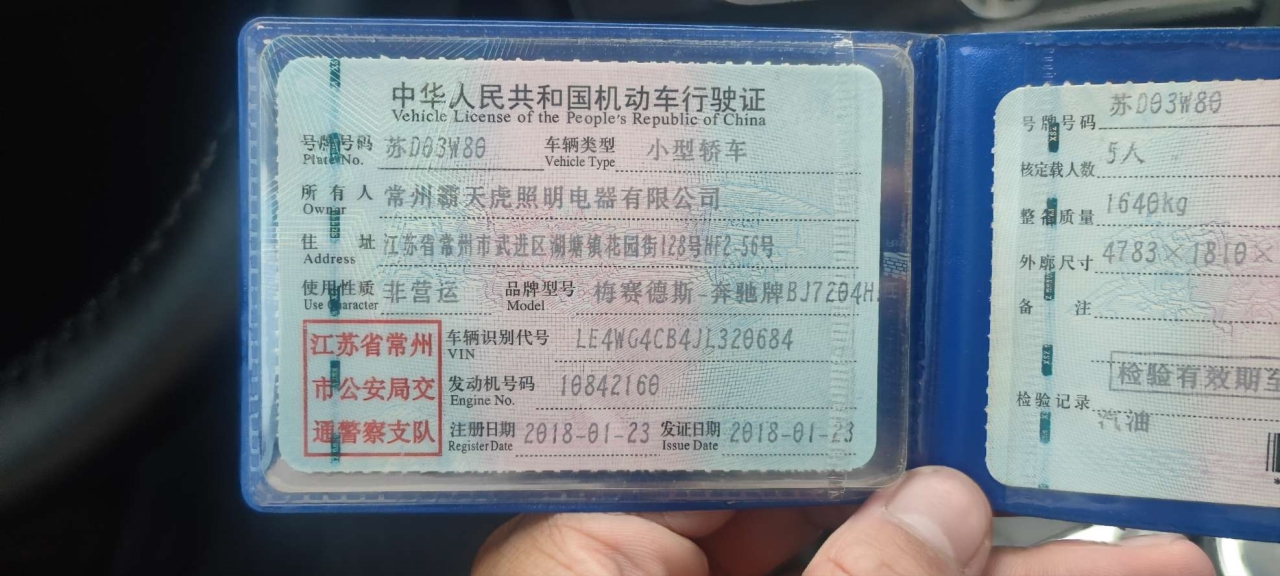 中华人民共和国机动车行驶证
Vehicle License of the People's Republic of China
号牌号码 苏D03W80 车辆类型 小型轿车
Plate No. Vehicle Type
所有人 常州霸天虎照明电器有限公司
Owner
住址 江苏省常州市武进区湖塘镇花园街128号HF2-56号
Address
使用性质 非营运 品牌型号 梅赛德斯-奔驰牌BJ7204H
Use Character Model
江苏省常州
市公安局交
通警察支队
车辆识别代号 LE4WG4CB4JL320684
VIN
发动机号码 10842160
Engine No.
注册日期 2018-01-23 发证日期 2018-01-23
Register Date Issue Date
号牌号码 苏D03W80
核定载人数 5人
整备质量 1640kg
外廓尺寸 4783×1810×
备注
检验有效期至
检验记录
汽油